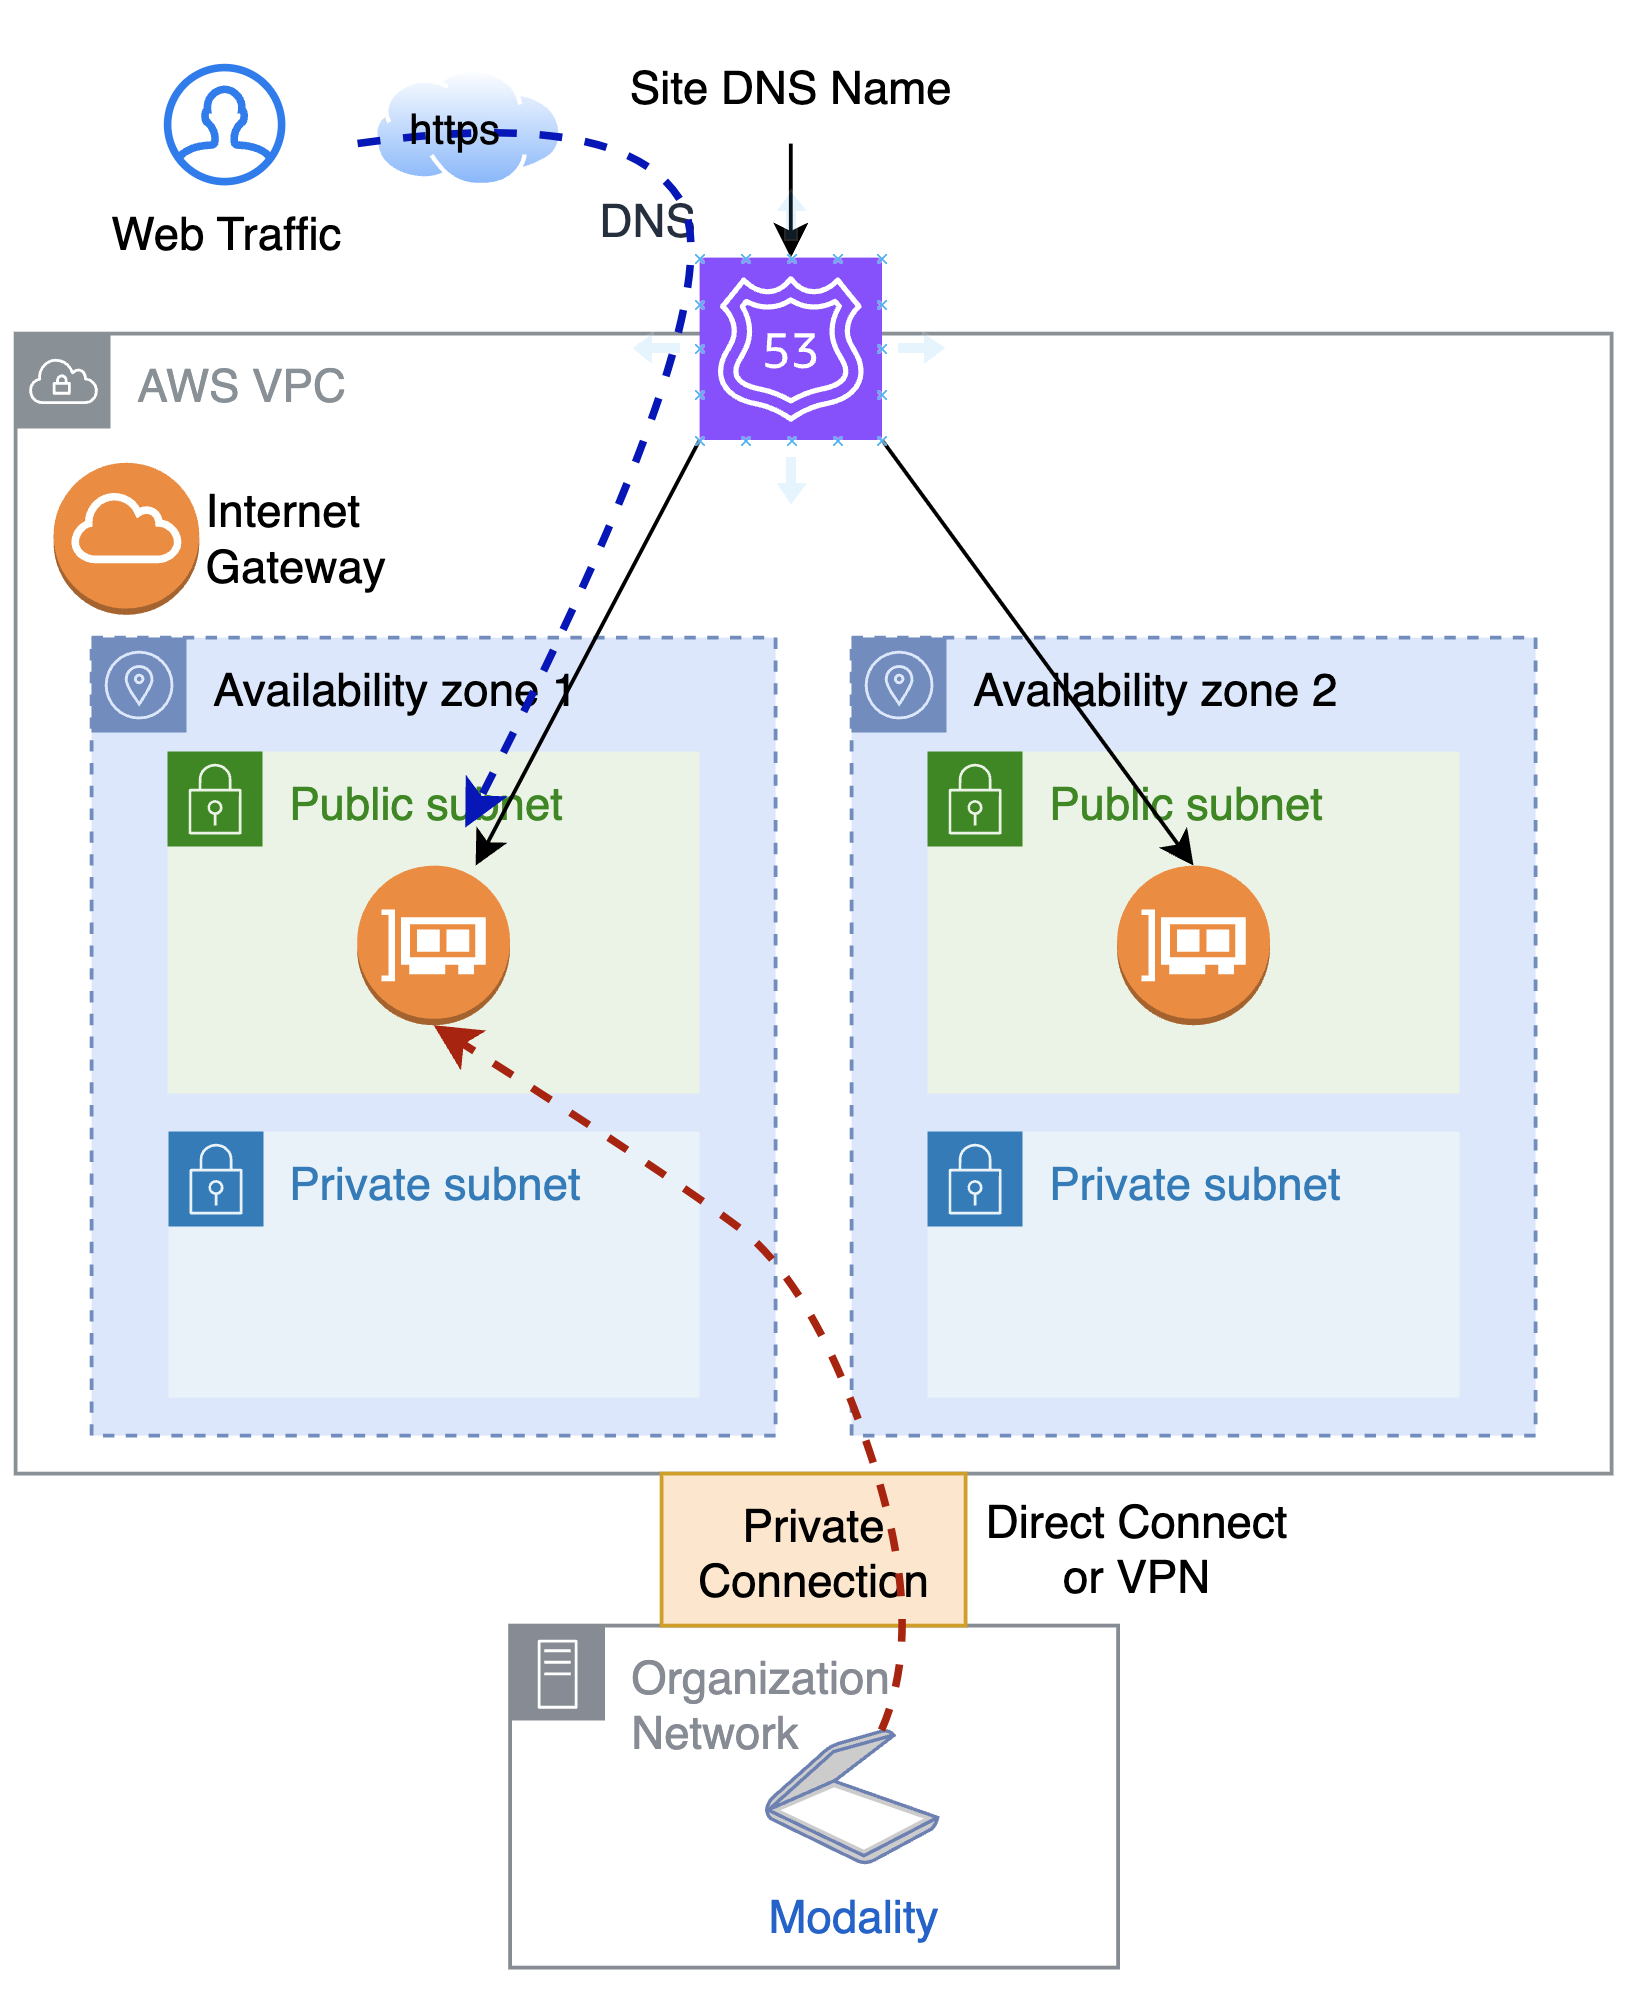 Site DNS Name
https
DNS
Web Traffic
53
AWS VPC
Internet
Gateway
Availability zone 1
Availability zone 2
Public subnet
Public subnet
Private subnet
Private subnet
Private
Connection
Direct Connect
or VPN
Organization
Network
Modality